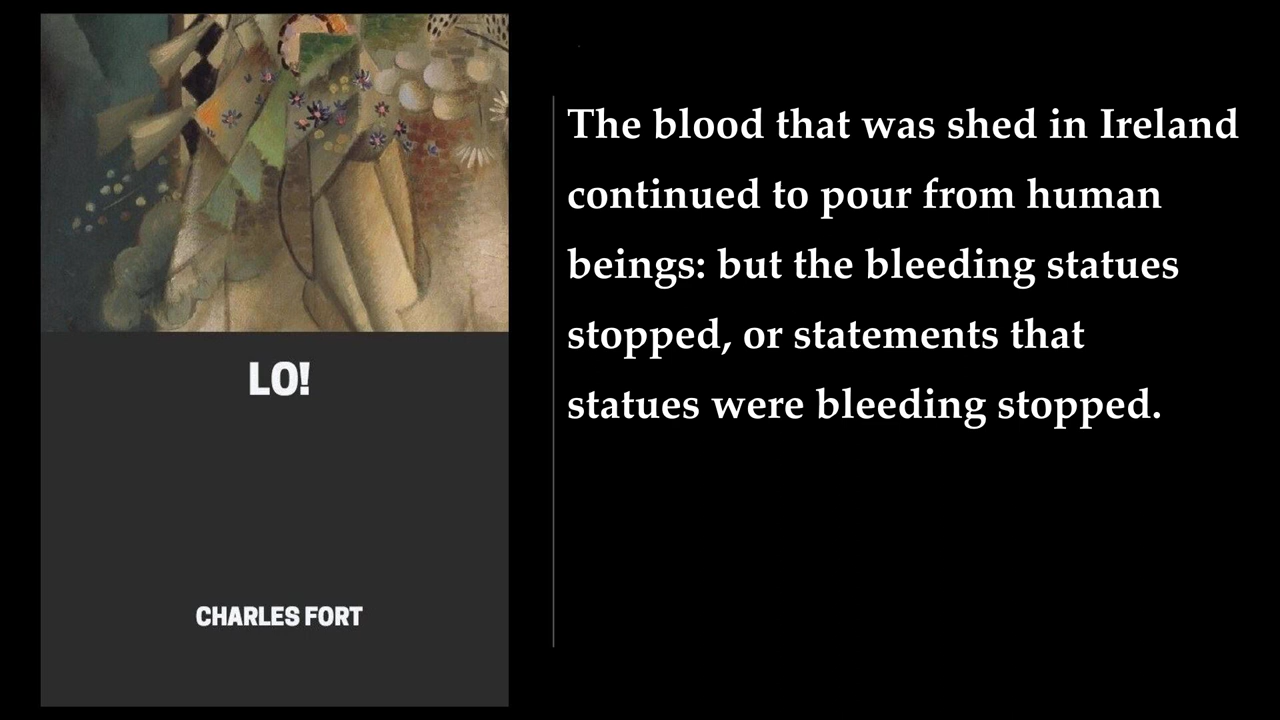 LO!
CHARLES FORT
The blood that was shed in Ireland
continued to pour from human
beings: but the bleeding statues
stopped, or statements that
statues were bleeding stopped.